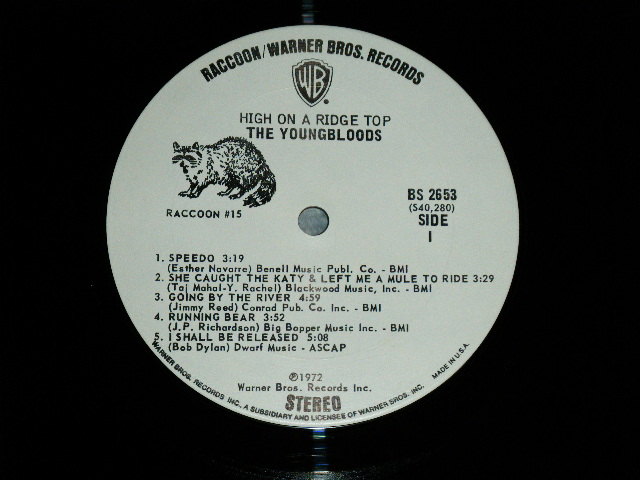 RACCOON/WARNER BROS. RECORDS
WB
HIGH ON A RIDGE TOP
THE YOUNGBLOODS
RACCOON #15
BS 2653
(S40,280)
SIDE
1
1. SPEEDO 3:19
(Esther Navarre) Benell Music Publ. Co. - BMI
2. SHE CAUGHT THE KATY & LEFT ME A MULE TO RIDE 3:29
(Taj Mahal-Y. Rachel) Blackwood Music, Inc. - BMI
3. GOING BY THE RIVER 4:59
(Jimmy Reed) Conrad Pub. Co. Inc. - BMI
4. RUNNING BEAR 3:52
(J.P. Richardson) Big Bopper Music Inc. - BMI
5. I SHALL BE RELEASED 5:08
(Bob Dylan) Dwarf Music - ASCAP
℗1972
Warner Bros. Records Inc.
STEREO
WARNER BROS. RECORDS INC. A SUBSIDIARY AND LICENSEE OF WARNER BROS. INC. MADE IN U.S.A.